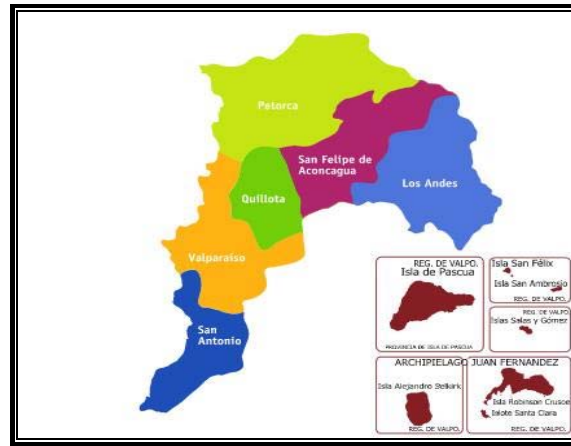 Petorca
San Felipe de
Aconcagua
Los Andes
Quillota
Valparaíso
San
Antonio
REG. DE VALPO.
Isla de Pascua
PROVINCIA DE ISLA DE PASCUA
Isla San Félix
Isla San Ambrosio
REG. DE VALPO.
REG. DE VALPO.
Islas Salas y Gómez
ARCHIPIELAGO JUAN FERNANDEZ
Isla Alejandro Selkirk
REG. DE VALPO.
Isla Robinson Crusoe
Islote Santa Clara
REG. DE VALPO.